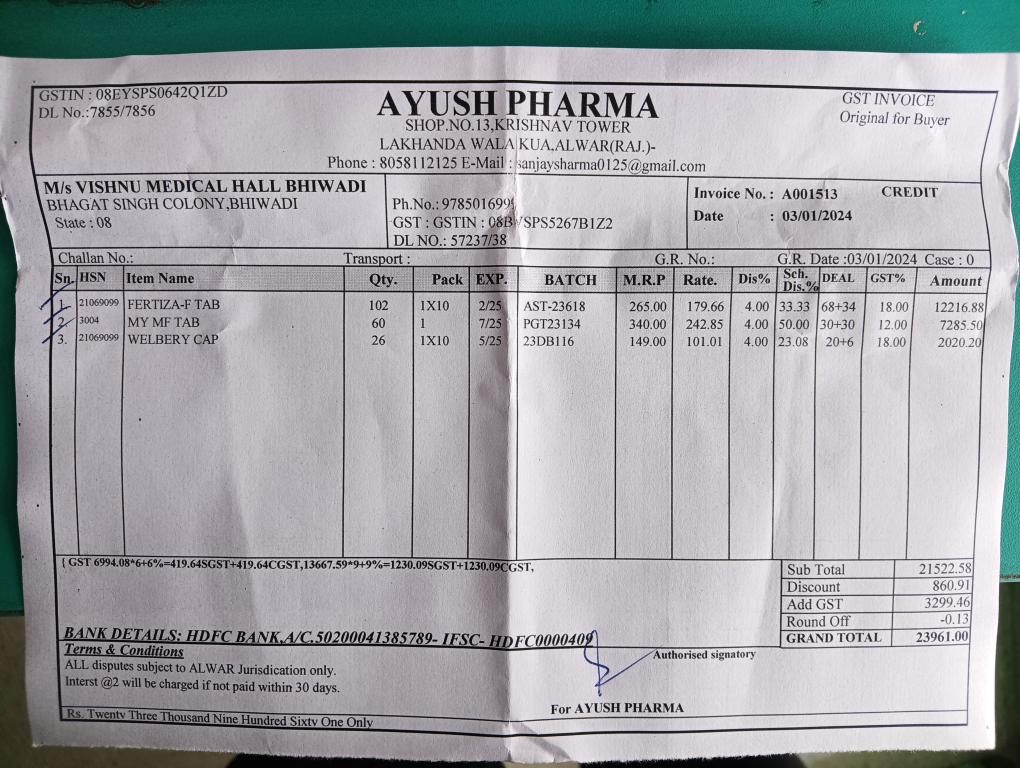 GSTIN : 08EYSPS0642Q1ZD
DL No.:7855/7856
AYUSH PHARMA
SHOP.NO.13,KRISHNAV TOWER
LAKHANDA WALA KUA,ALWAR(RAJ.)-
Phone : 8058112125 E-Mail : sanjaysharma0125@gmail.com
GST INVOICE
Original for Buyer
M/s VISHNU MEDICAL HALL BHIWADI
BHAGAT SINGH COLONY,BHIWADI
State : 08
Ph.No.:
GST : GSTIN :
DL NO.: 57237/38
Invoice No. : A001513 CREDIT
Date : 03/01/2024
Challan No.: Transport : G.R. No.: G.R. Date :03/01/2024 Case : 0
Sn. HSN Item Name Qty. Pack EXP. BATCH M.R.P Rate. Dis% Sch. Dis.% DEAL GST% Amount
1. 21069099 FERTIZA-F TAB 102 1X10 2/25 AST-23618 265.00 179.66 4.00 33.33 68+34 18.00 12216.88
2. 3004 MY MF TAB 60 1 7/25 PGT23134 340.00 242.85 4.00 50.00 30+30 12.00 7285.50
3. 21069099 WELBERY CAP 26 1X10 5/25 23DB116 149.00 101.01 4.00 23.08 20+6 18.00 2020.20
{ GST 6994.08*6+6%=419.64SGST+419.64CGST,13667.59*9+9%=1230.09SGST+1230.09CGST,
Sub Total 21522.58
Discount 860.91
Add GST 3299.46
Round Off -0.13
GRAND TOTAL 23961.00
BANK DETAILS: HDFC BANK,A/C,50200041385789- IFSC- HDFC0000409
Terms & Conditions
ALL disputes subject to ALWAR Jurisdication only.
Interst @2 will be charged if not paid within 30 days.
Authorised signatory
For AYUSH PHARMA
Rs. Twenty Three Thousand Nine Hundred Sixty One Only